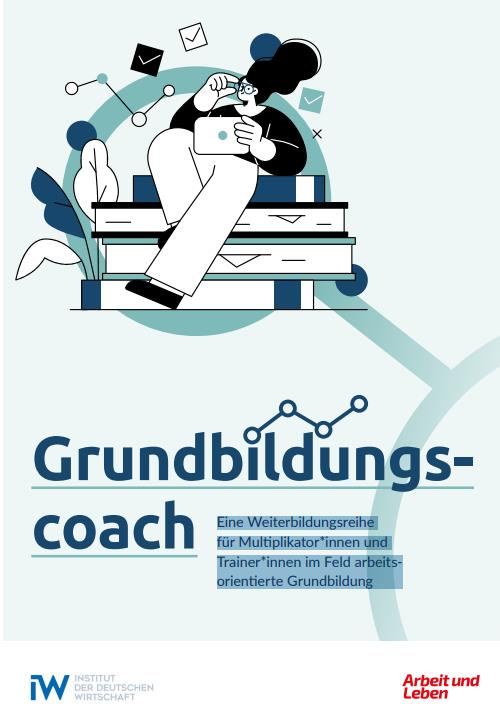 Grundbildungs-
coach
Eine Weiterbildungsreihe
für Multiplikator*innen und
Trainer*innen im Feld arbeits-
orientierte Grundbildung
iW INSTITUT
DER DEUTSCHEN
WIRTSCHAFT
Arbeit und
Leben